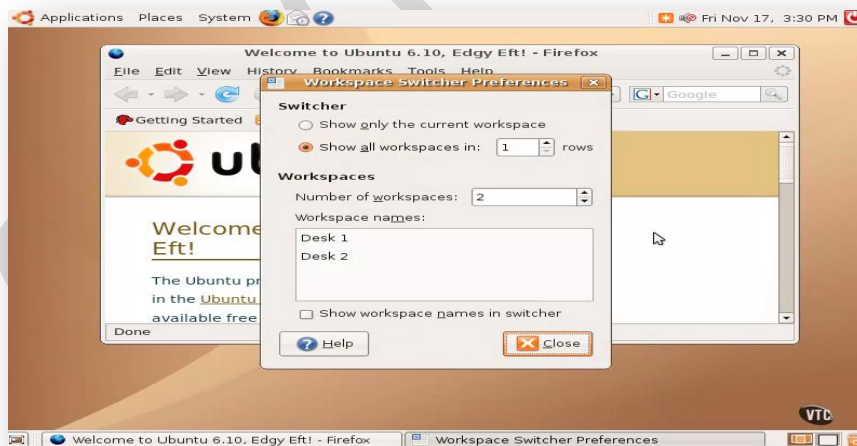 Applications Places System Fri Nov 17, 3:30 PM
Welcome to Ubuntu 6.10, Edgy Eft! - Firefox
File Edit View History Bookmarks Tools Help
Workspace Switcher Preferences
Google
Getting Started
Switcher
Show only the current workspace
Show all workspaces in: 1 rows
Workspaces
Number of workspaces: 2
Workspace names:
Desk 1
Desk 2
Show workspace names in switcher
Help Close
Welcome
Eft!
The Ubuntu
in the Ubuntu
available free
Done
VTC
Welcome to Ubuntu 6.10, Edgy Eft! - Firefox Workspace Switcher Preferences